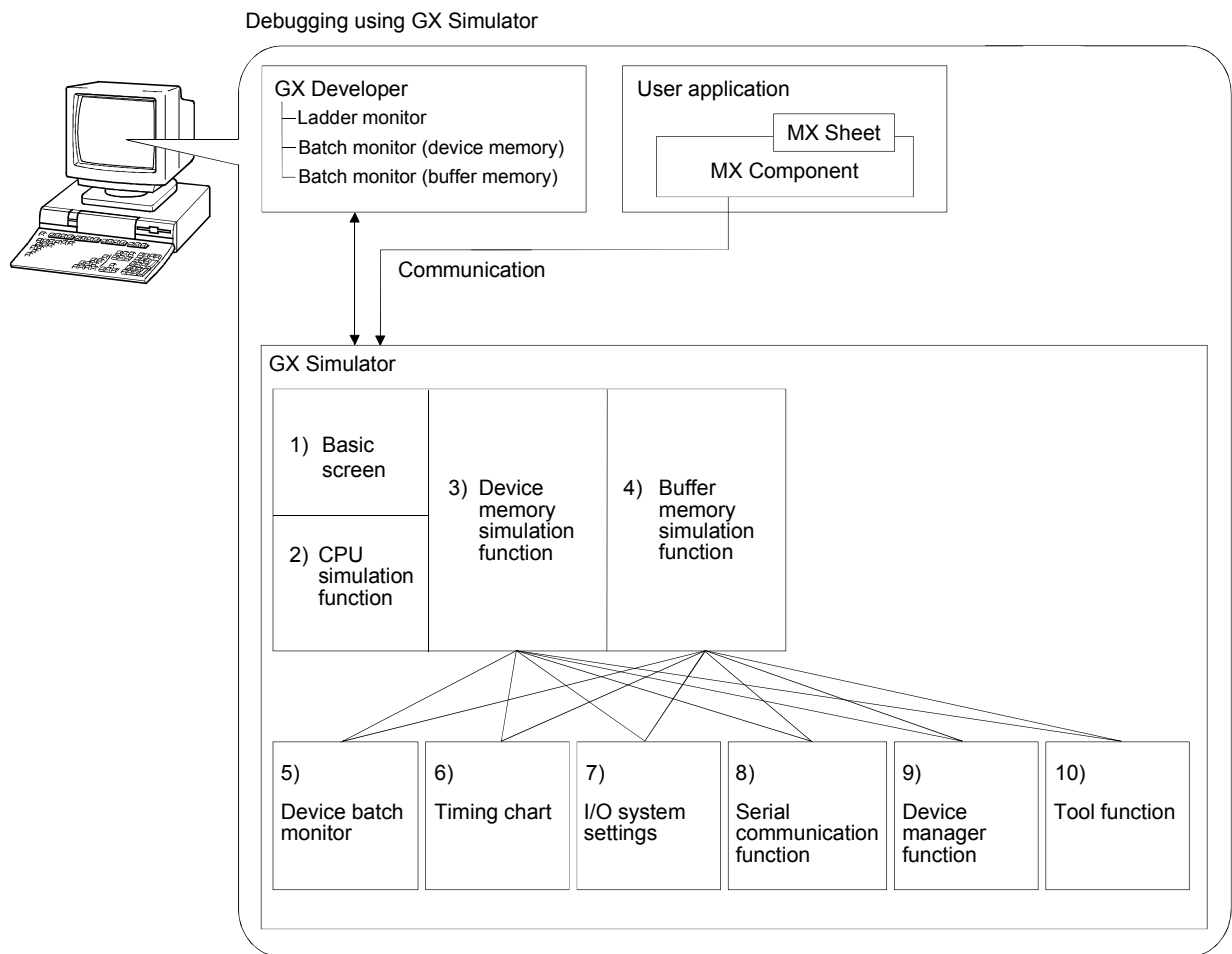 Debugging using GX Simulator
GX Developer
Ladder monitor
Batch monitor (device memory)
Batch monitor (buffer memory)
User application
MX Sheet
MX Component
Communication
GX Simulator
1) Basic
screen
2) CPU
simulation
function
3) Device
memory
simulation
function
4) Buffer
memory
simulation
function
5)
Device batch
monitor
6)
Timing chart
7)
I/O system
settings
8)
Serial
communication
function
9)
Device
manager
function
10)
Tool function